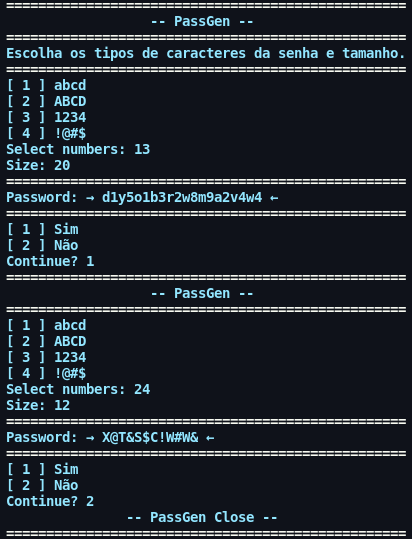 ==================================================
-- PassGen --
==================================================
Escolha os tipos de caracteres da senha e tamanho.
==================================================
[ 1 ] abcd
[ 2 ] ABCD
[ 3 ] 1234
[ 4 ] !@#$
Select numbers: 13
Size: 20
==================================================
Password: → d1y5o1b3r2w8m9a2v4w4 ←
==================================================
[ 1 ] Sim
[ 2 ] Não
Continue? 1
==================================================
-- PassGen --
==================================================
[ 1 ] abcd
[ 2 ] ABCD
[ 3 ] 1234
[ 4 ] !@#$
Select numbers: 24
Size: 12
==================================================
Password: → X@T&S$C!W#W& ←
==================================================
[ 1 ] Sim
[ 2 ] Não
Continue? 2
-- PassGen Close --
==================================================